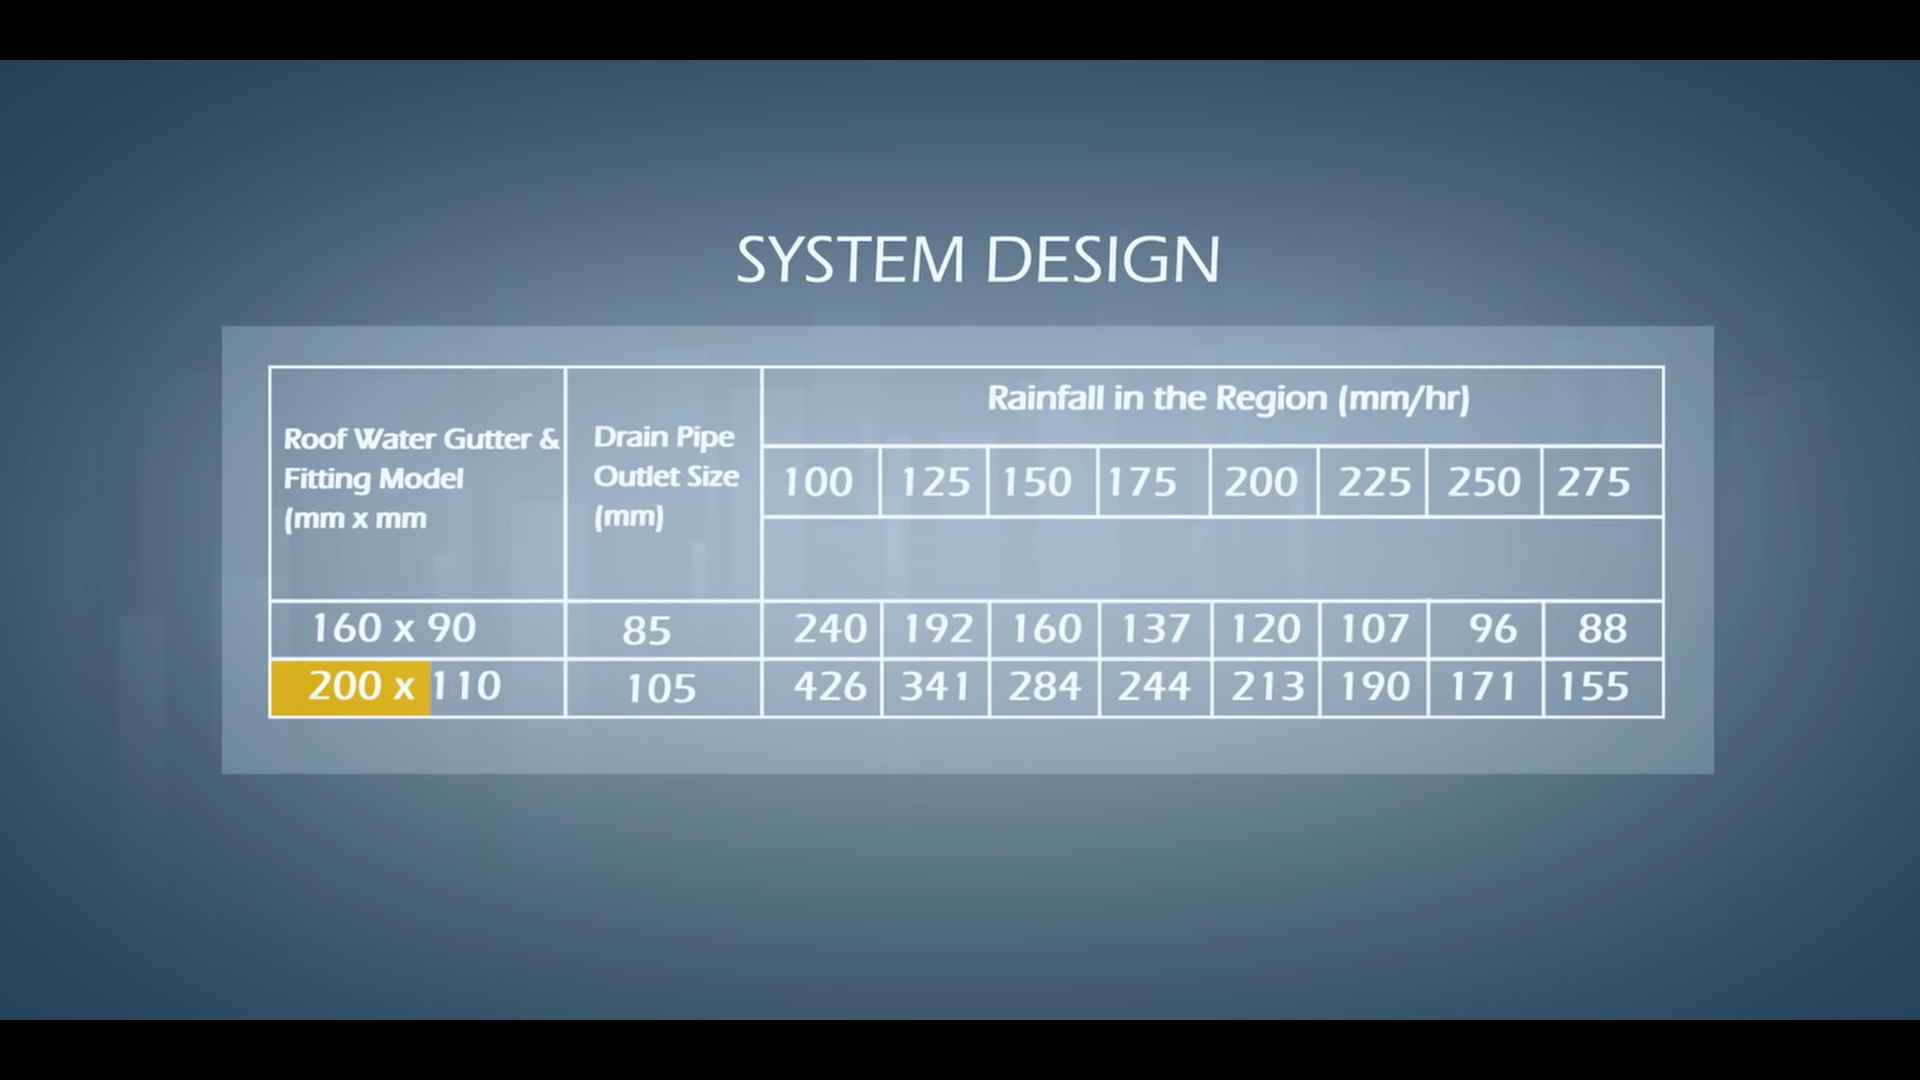 SYSTEM DESIGN
Roof Water Gutter &
Fitting Model
(mm x mm
Drain Pipe
Outlet Size
(mm)
Rainfall in the Region (mm/hr)
100 125 150 175 200 225 250 275
160 x 90 85 240 192 160 137 120 107 96 88
200 x 110 105 426 341 284 244 213 190 171 155